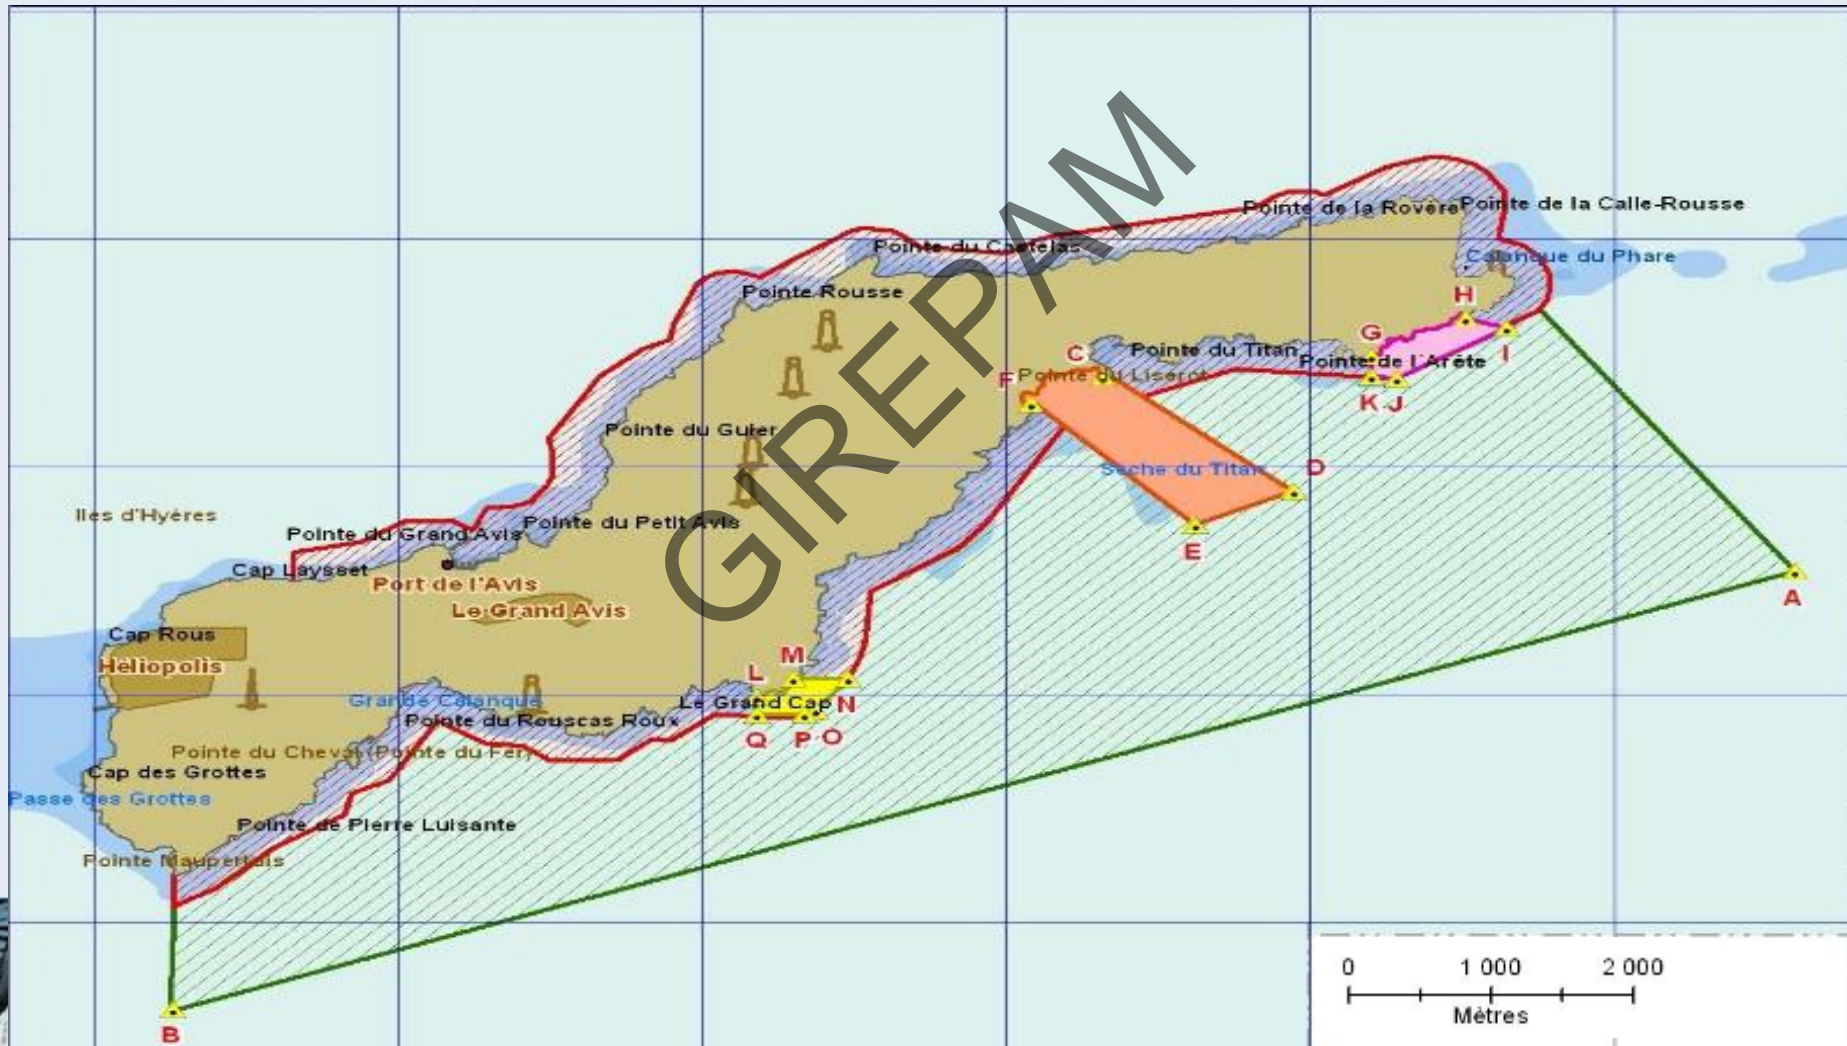 Pointe de la Rovère
Pointe de la Calle-Rousse
Pointe du Castelas
Calanque du Phare
Pointe Rousse
H
G
I
C
Pointe du Titan
Pointe de l'Arête
F
Pointe du Liserot
K
J
Pointe du Guier
Sèche du Titan
D
Iles d'Hyéres
Pointe du Petit Avis
Pointe du Grand Avis
E
Cap Laysset
Port de l'Avis
A
Le Grand Avis
Cap Rous
Héliopolis
M
L
Grande Calanque
Le Grand Cap
N
Pointe du Rouscas Roux
Q
P
O
Pointe du Cheval (Pointe du Fer)
Cap des Grottes
Passe des Grottes
Pointe de Pierre Luisante
Pointe Maupertuis
B
0 1 000 2 000
Mètres
GIREPAM